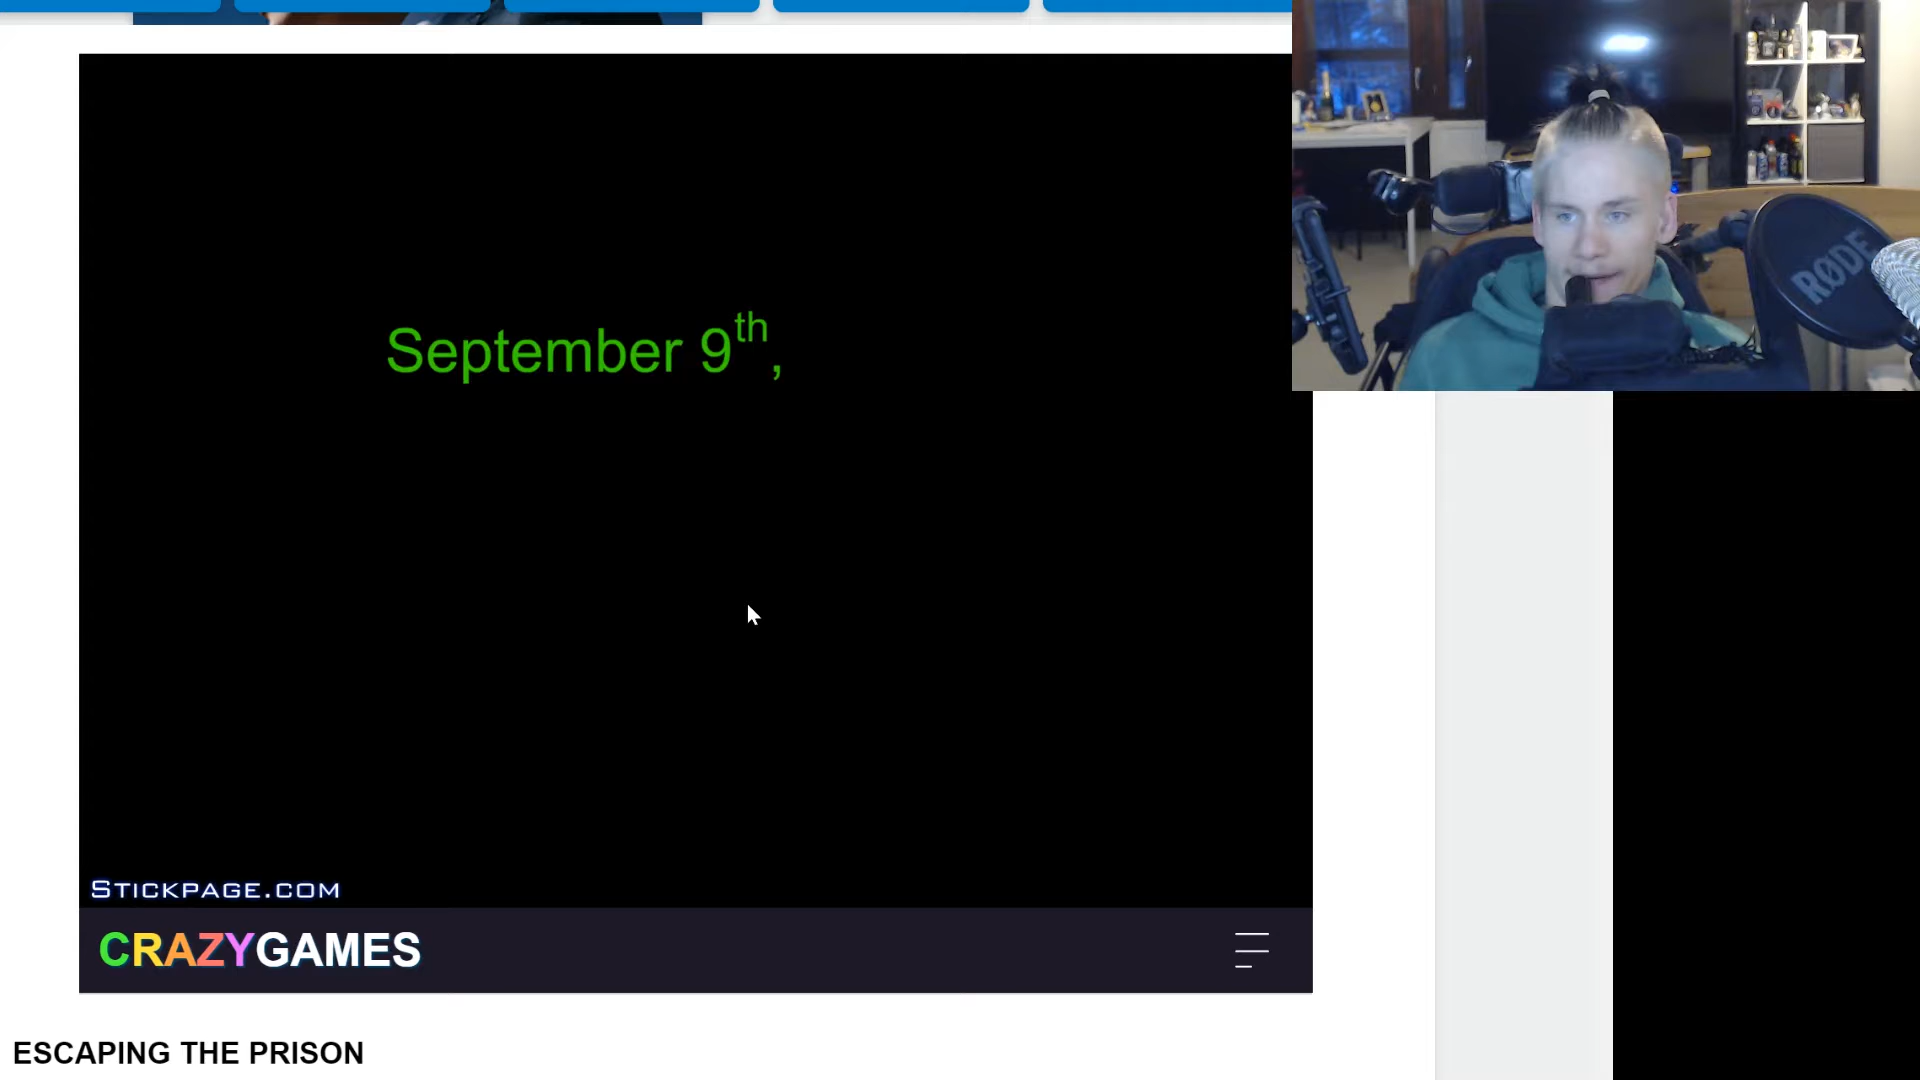 September 9th,
RØDE
STICKPAGE.COM
CRAZYGAMES
ESCAPING THE PRISON